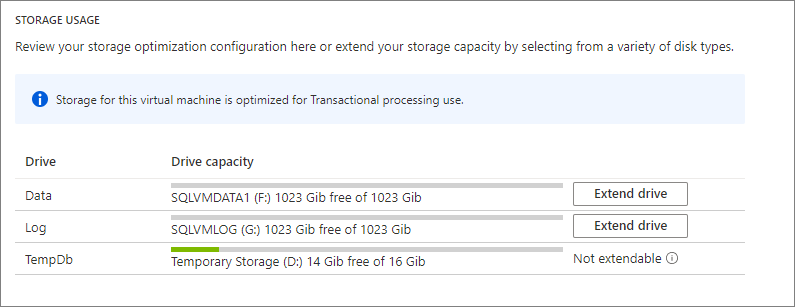 STORAGE USAGE
Review your storage optimization configuration here or extend your storage capacity by selecting from a variety of disk types.
Storage for this virtual machine is optimized for Transactional processing use.
Drive Drive capacity
Data SQLVMDATA1 (F:) 1023 Gib free of 1023 Gib Extend drive
Log SQLVMLOG (G:) 1023 Gib free of 1023 Gib Extend drive
TempDb Temporary Storage (D:) 14 Gib free of 16 Gib Not extendable